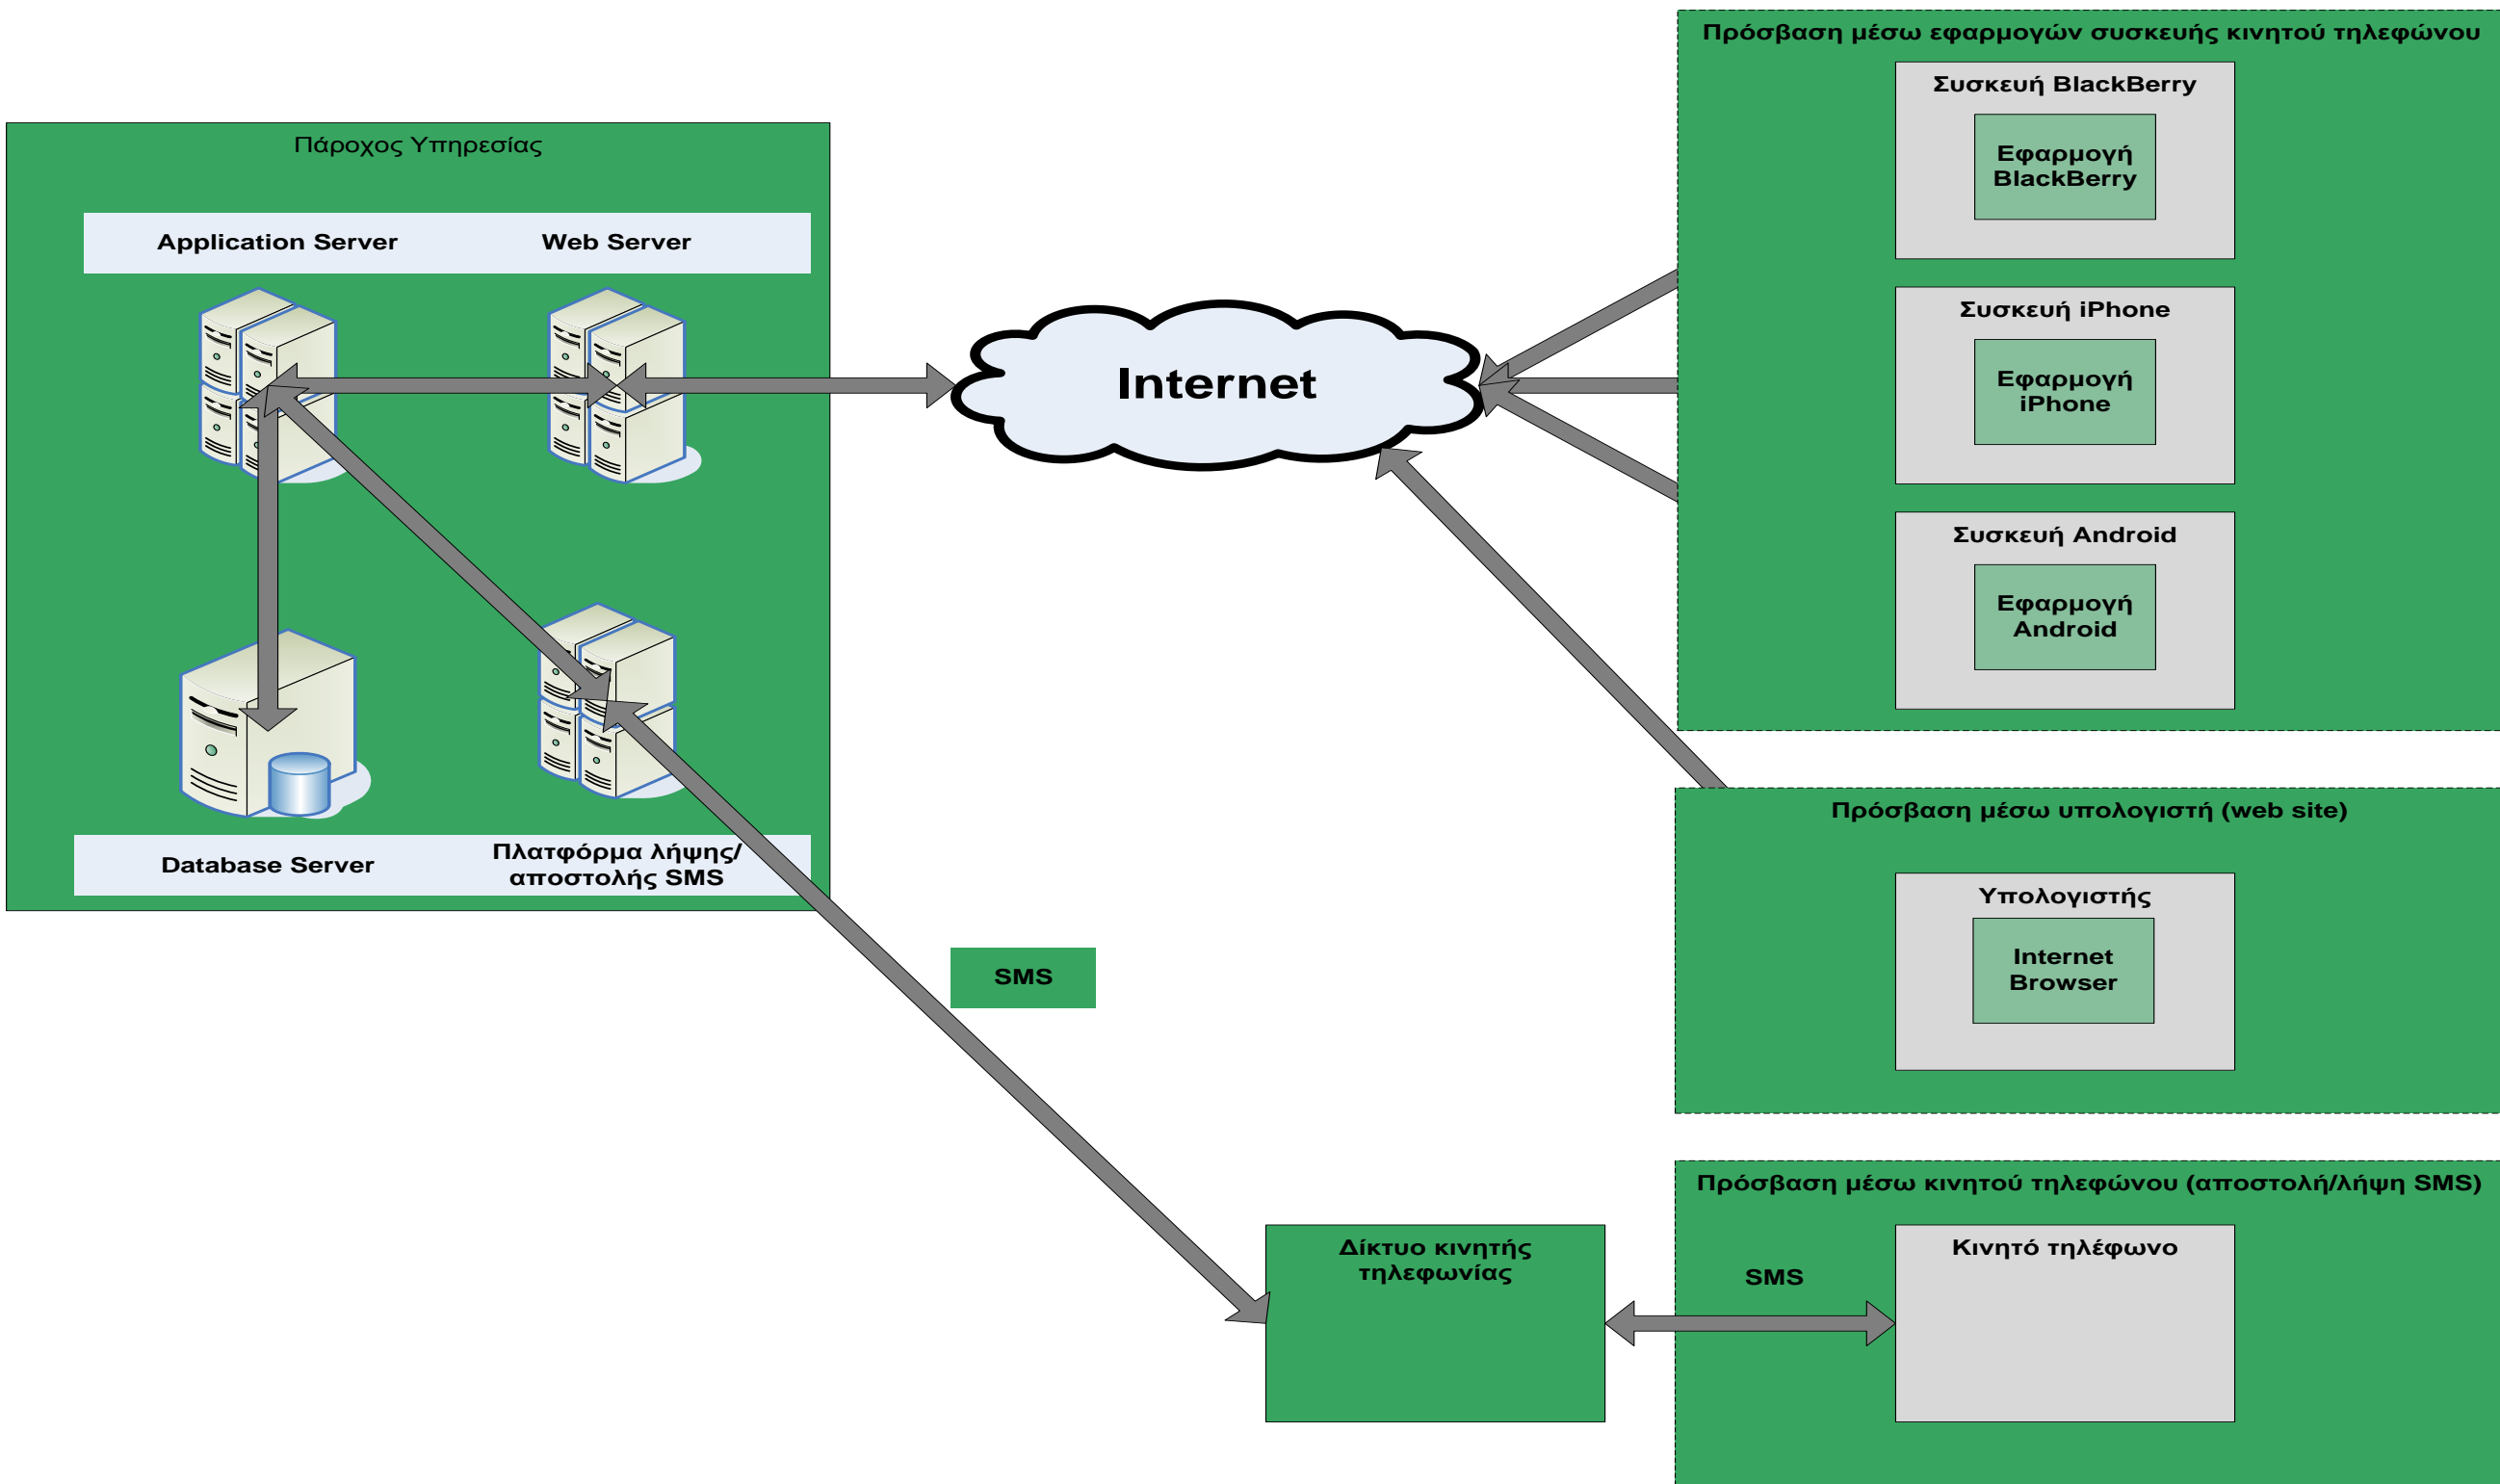 Πάροχος Υπηρεσίας
Application Server
Web Server
Database Server
Πλατφόρμα λήψης/
αποστολής SMS
Internet
SMS
Δίκτυο κινητής
τηλεφωνίας
Πρόσβαση μέσω εφαρμογών συσκευής κινητού τηλεφώνου
Συσκευή BlackBerry
Εφαρμογή
BlackBerry
Συσκευή iPhone
Εφαρμογή
iPhone
Συσκευή Android
Εφαρμογή
Android
Πρόσβαση μέσω υπολογιστή (web site)
Υπολογιστής
Internet
Browser
Πρόσβαση μέσω κινητού τηλεφώνου (αποστολή/λήψη SMS)
SMS
Κινητό τηλέφωνο